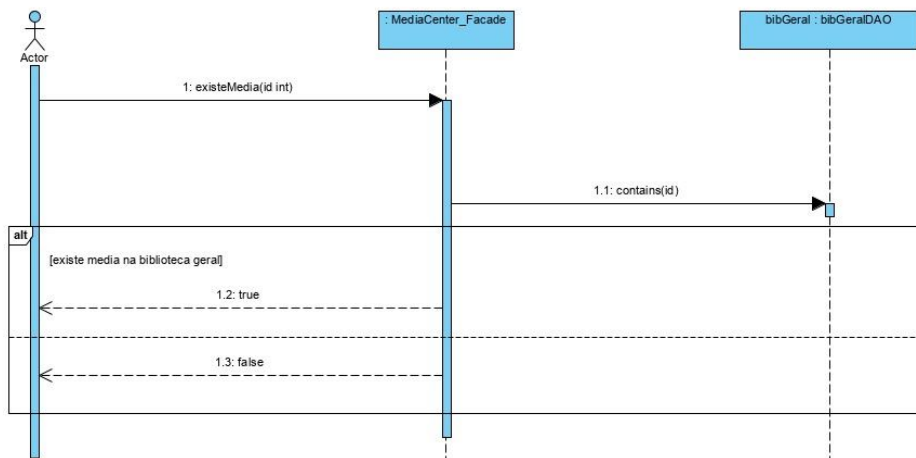 : MediaCenter_Facade
bibGeral : bibGeralDAO
Actor
1: existeMedia(id int)
1.1: contains(id)
alt
[existe media na biblioteca geral]
1.2: true
1.3: false